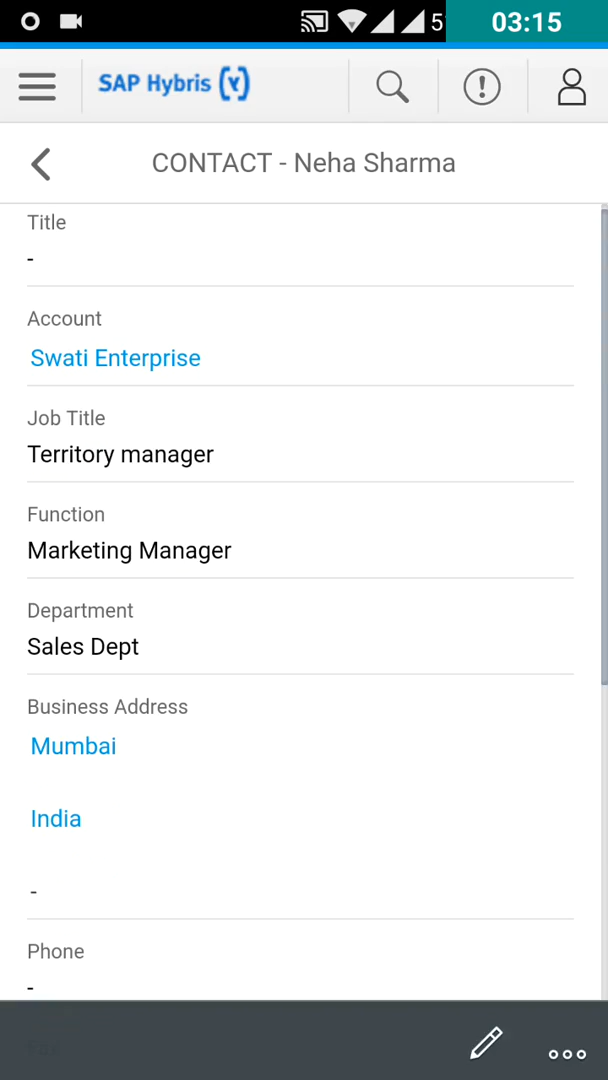 5
03:15
SAP Hybris (Y)
CONTACT - Neha Sharma
Title
-
Account
Swati Enterprise
Job Title
Territory manager
Function
Marketing Manager
Department
Sales Dept
Business Address
Mumbai
India
-
Phone
-